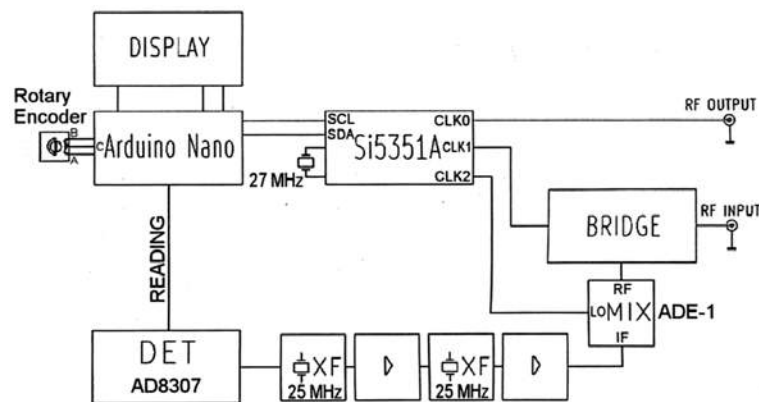 DISPLAY
Rotary
Encoder
B
C
A
Arduino Nano
SCL
SDA
Si5351A
CLK0
CLK1
CLK2
27 MHz
RF OUTPUT
BRIDGE
RF INPUT
READING
RF
LO MIX
IF
ADE-1
DET
AD8307
XF
25 MHz
XF
25 MHz